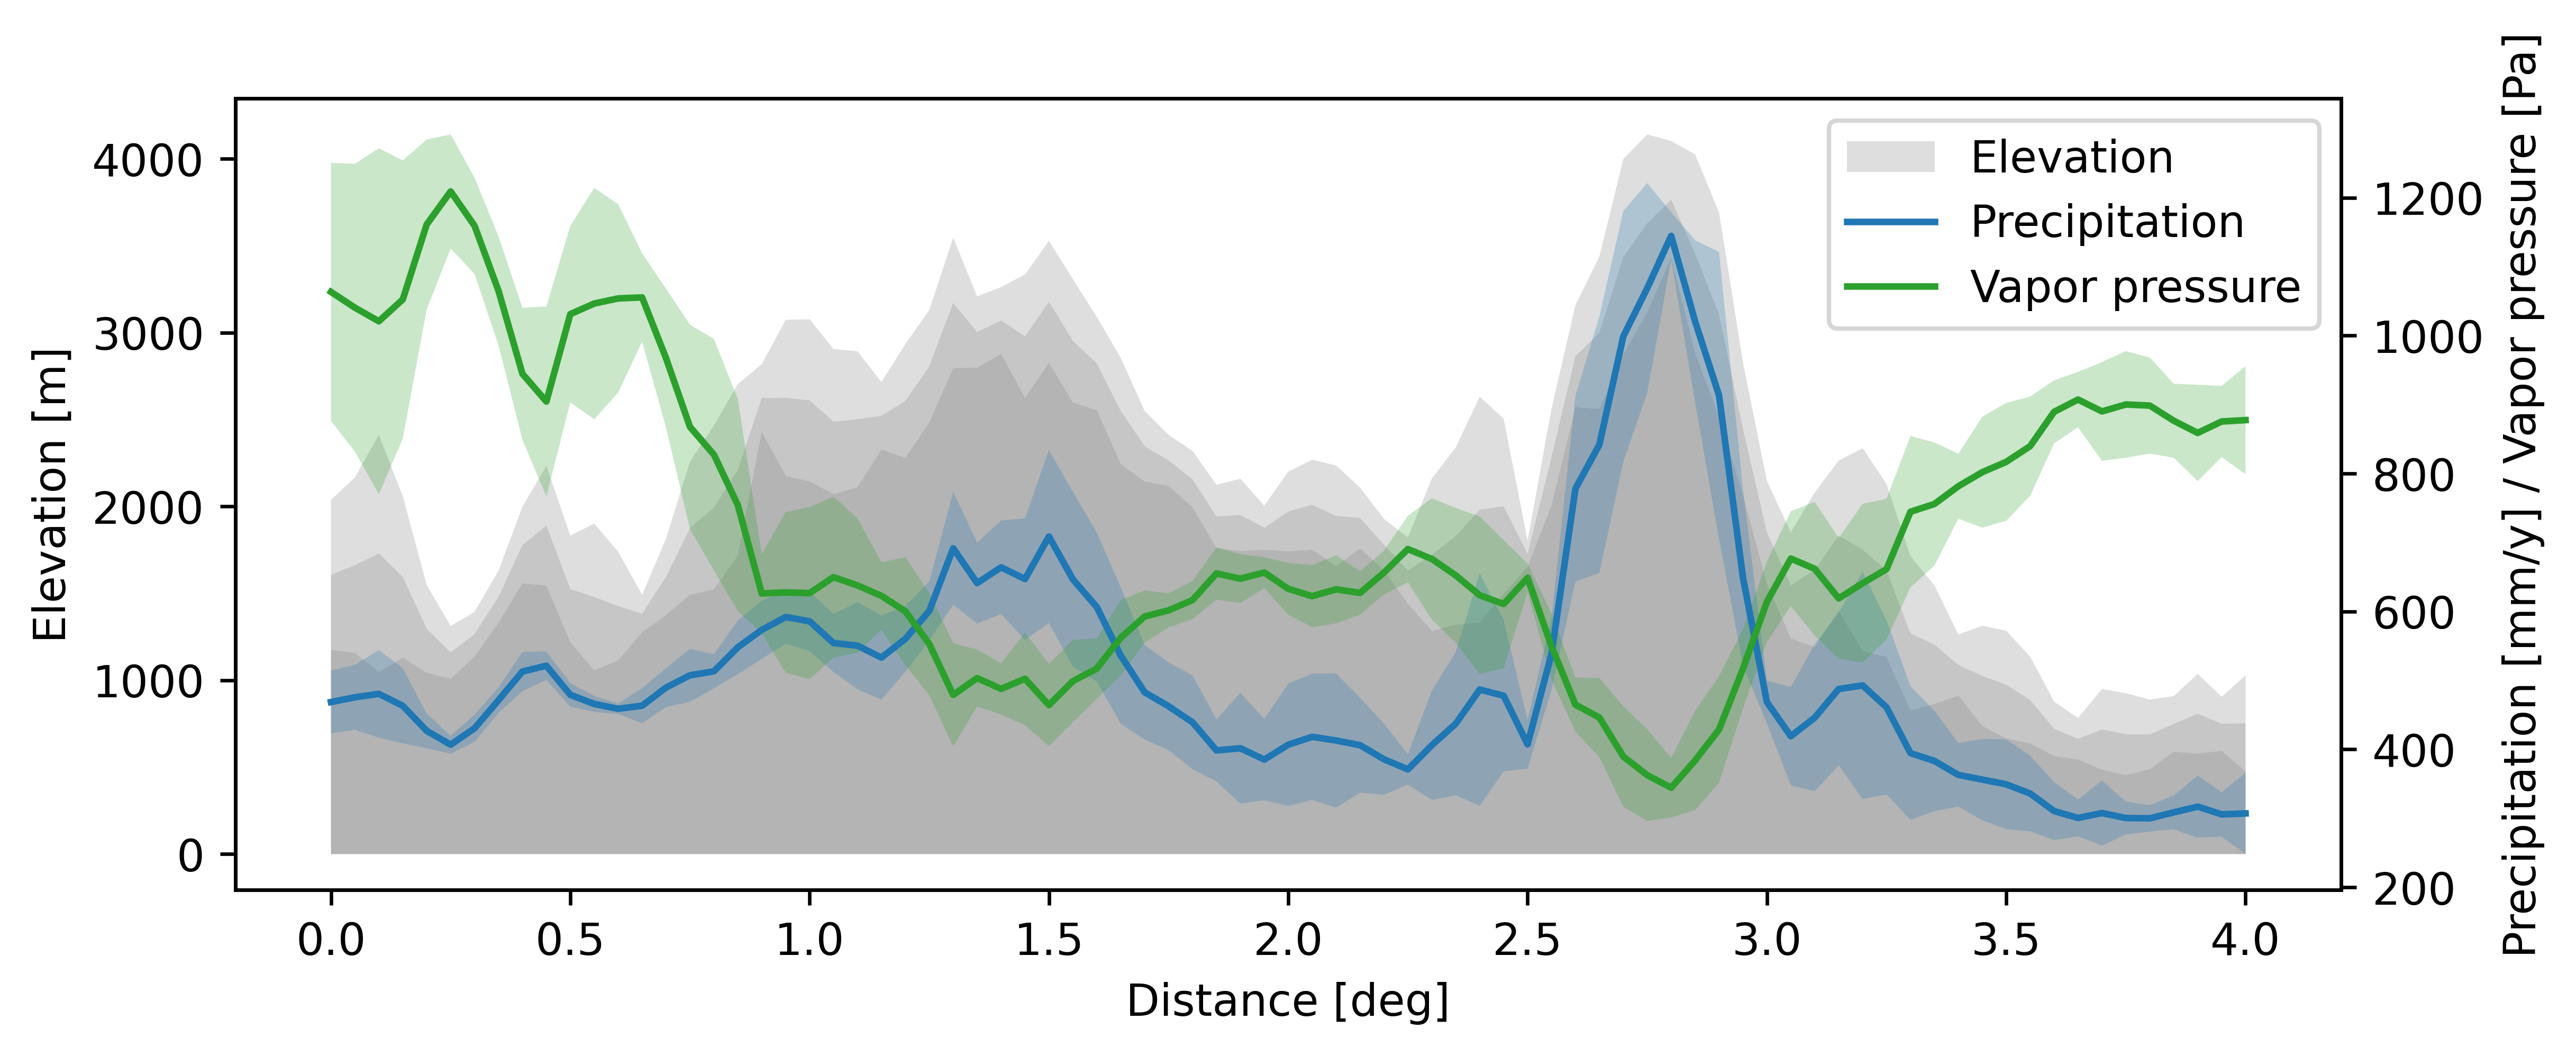 Elevation [m]
4000
3000
2000
1000
0
Elevation
Precipitation
Vapor pressure
1200
1000
800
600
400
200
Precipitation [mm/y] / Vapor pressure [Pa]
0.0 0.5 1.0 1.5 2.0 2.5 3.0 3.5 4.0
Distance [deg]